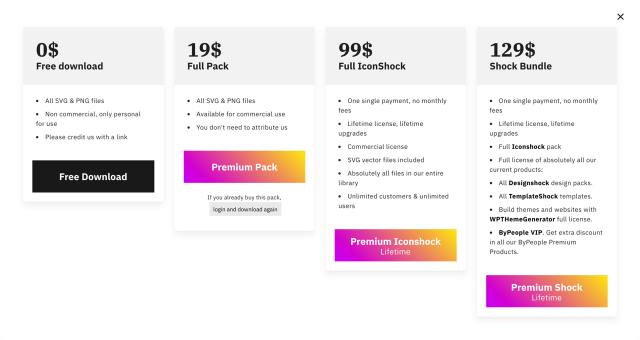 0$
Free download
All SVG & PNG files
Non commercial, only personal
for use
Please credit us with a link
Free Download
19$
Full Pack
All SVG & PNG files
Available for commercial use
You don't need to attribute us
Premium Pack
If you already buy this pack,
login and download again
99$
Full IconShock
One single payment, no monthly
fees
Lifetime license, lifetime
upgrades
Commercial license
SVG vector files included
Absolutely all files in our entire
library
Unlimited customers & unlimited
users
Premium Iconshock
Lifetime
129$
Shock Bundle
One single payment, no monthly
fees
Lifetime license, lifetime
upgrades
Full Iconshock pack
Full license of absolutely all our
current products:
All Designshock design packs.
All TemplateShock templates.
Build themes and websites with
WPTHemeGenerator full license.
ByPeople VIP. Get extra discount
in all our ByPeople Premium
Products.
Premium Shock
Lifetime